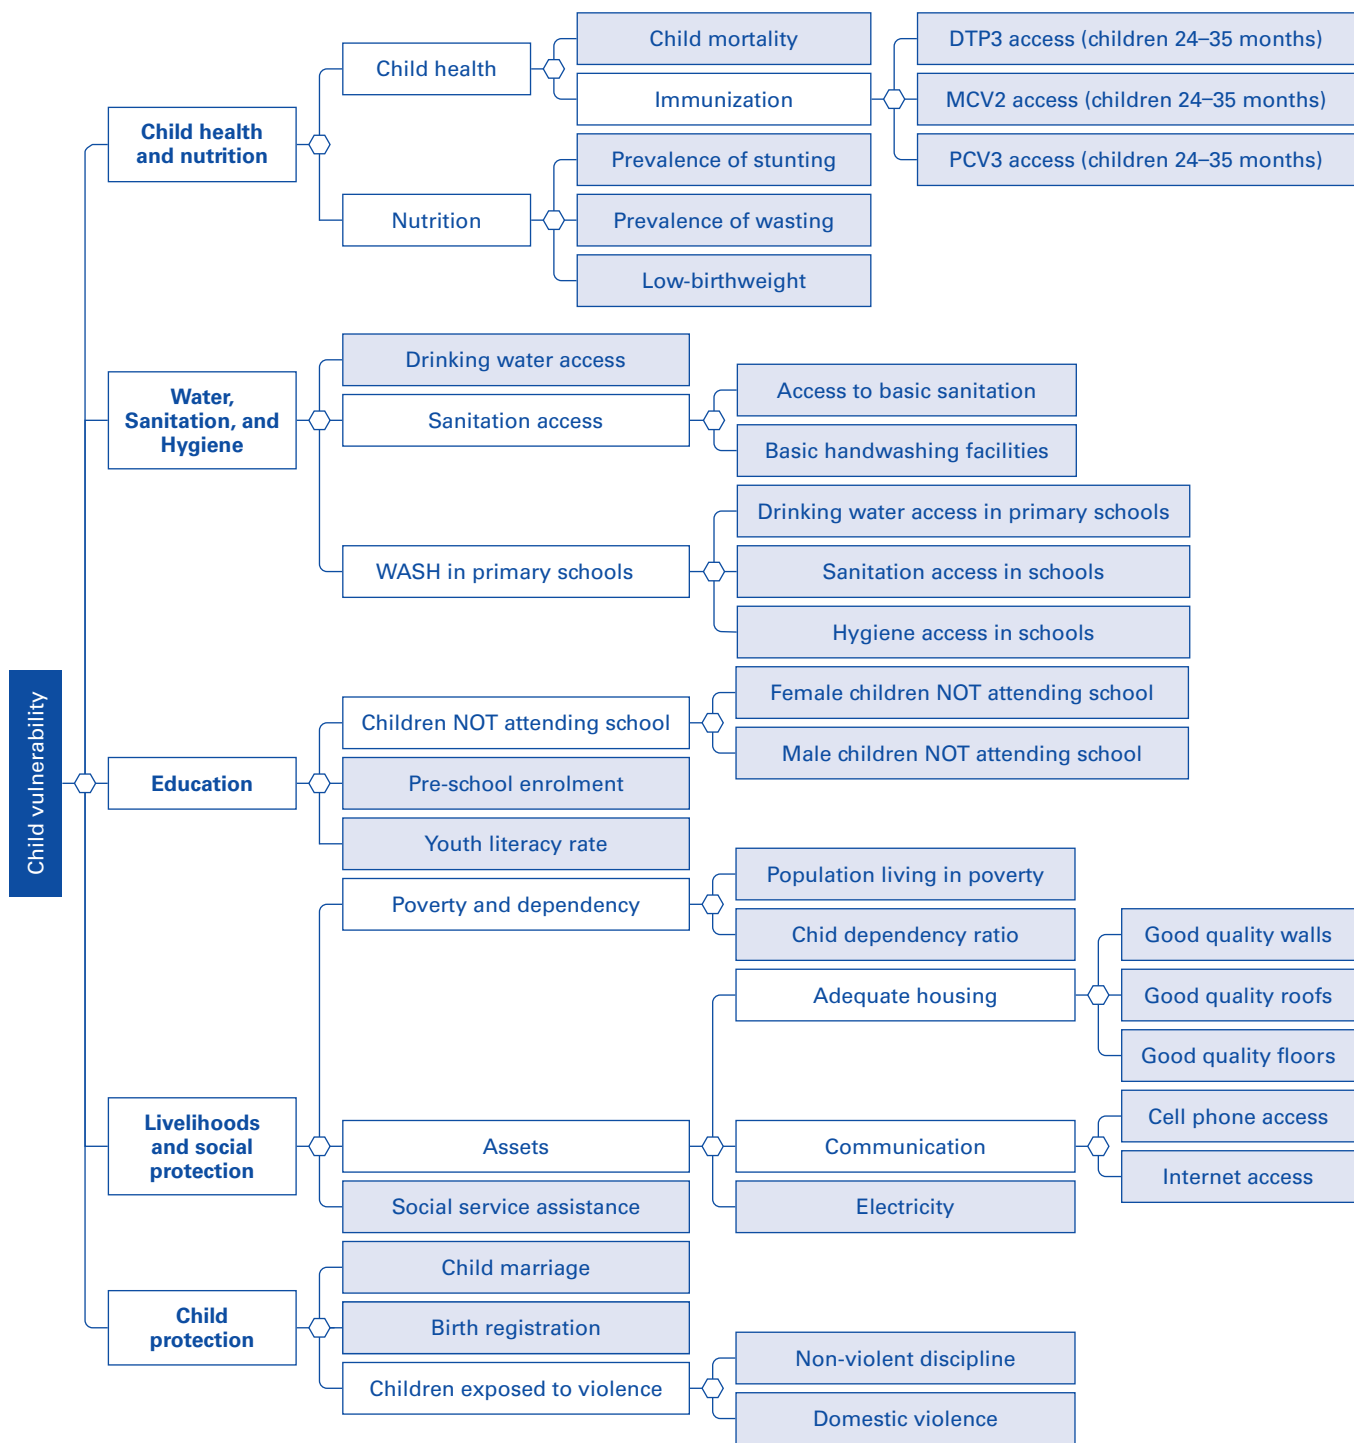 Child vulnerability
Child health
and nutrition
Child health
Child mortality
Immunization
DTP3 access (children 24–35 months)
MCV2 access (children 24–35 months)
PCV3 access (children 24–35 months)
Nutrition
Prevalence of stunting
Prevalence of wasting
Low-birthweight
Water,
Sanitation, and
Hygiene
Drinking water access
Sanitation access
Access to basic sanitation
Basic handwashing facilities
WASH in primary schools
Drinking water access in primary schools
Sanitation access in schools
Hygiene access in schools
Education
Children NOT attending school
Female children NOT attending school
Male children NOT attending school
Pre-school enrolment
Youth literacy rate
Livelihoods
and social
protection
Poverty and dependency
Population living in poverty
Chid dependency ratio
Assets
Adequate housing
Good quality walls
Good quality roofs
Good quality floors
Communication
Cell phone access
Internet access
Electricity
Social service assistance
Child
protection
Child marriage
Birth registration
Children exposed to violence
Non-violent discipline
Domestic violence